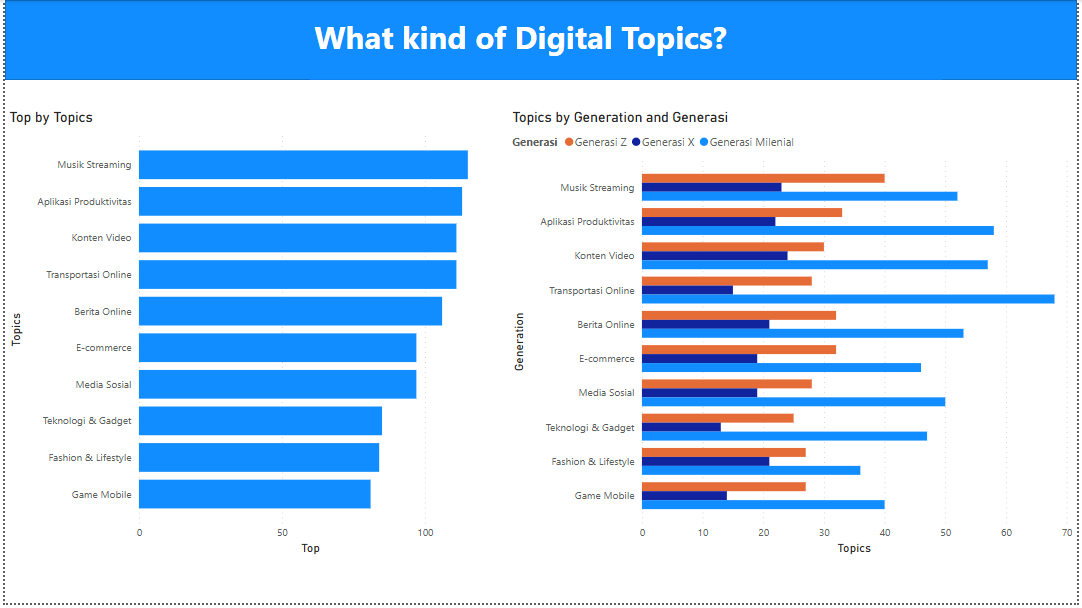 What kind of Digital Topics?
Top by Topics
Musik Streaming
Aplikasi Produktivitas
Konten Video
Transportasi Online
Berita Online
E-commerce
Media Sosial
Teknologi & Gadget
Fashion & Lifestyle
Game Mobile
Topics
0 50 100
Top
Topics by Generation and Generasi
Generasi Generasi Z Generasi X Generasi Milenial
Musik Streaming
Aplikasi Produktivitas
Konten Video
Transportasi Online
Berita Online
E-commerce
Media Sosial
Teknologi & Gadget
Fashion & Lifestyle
Game Mobile
Generation
0 10 20 30 40 50 60 70
Topics